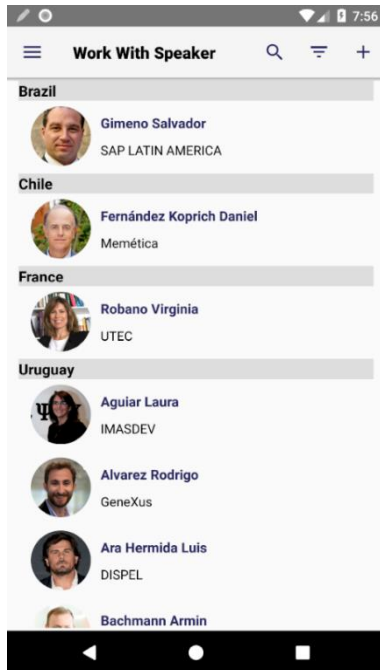 7:56
Work With Speaker
Brazil
Gimeno Salvador
SAP LATIN AMERICA
Chile
Fernández Koprich Daniel
Memética
France
Robano Virginia
UTEC
Uruguay
Aguiar Laura
IMASDEV
Alvarez Rodrigo
GeneXus
Ara Hermida Luis
DISPEL
Bachmann Armin